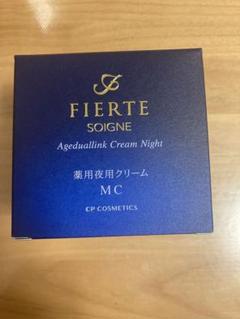 FIERTE
SOIGNE
Ageduallink Cream Night
薬用夜用クリーム
MC
CP COSMETICS